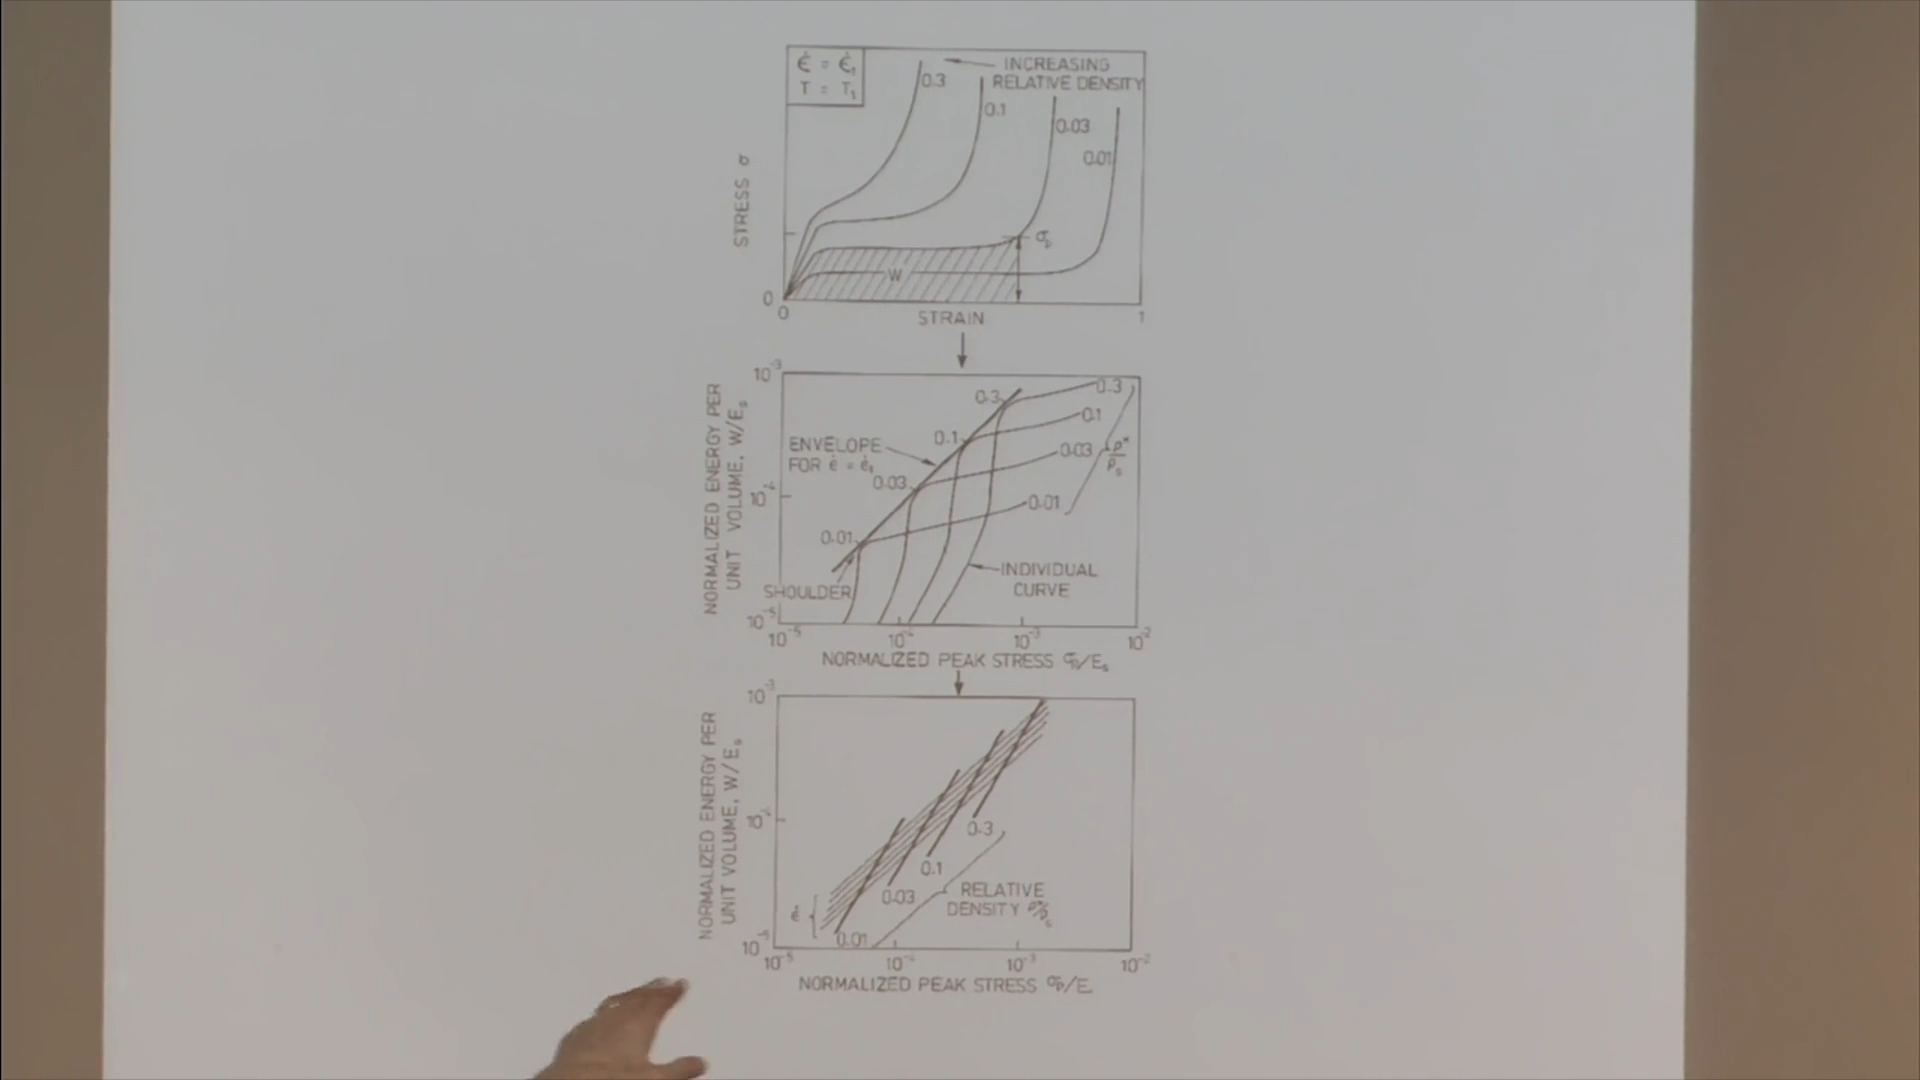 ε̇ = ε̇₁
T = T₁
INCREASING
RELATIVE DENSITY
0.3
0.1
0.03
0.01
STRESS σ
σp
W
0
0
STRAIN
1
NORMALIZED ENERGY PER
UNIT VOLUME, W/Es
10⁻³
10⁻⁴
10⁻⁵
0.3
0.1
0.03
0.01
ENVELOPE
FOR ė = ė₁
0.3
0.1
0.03
0.01
ρ*/ρs
SHOULDER
INDIVIDUAL
CURVE
10⁻⁵
10⁻⁴
10⁻³
10⁻²
NORMALIZED PEAK STRESS σp/Es
NORMALIZED ENERGY PER
UNIT VOLUME, W/Es
10⁻³
10⁻⁴
10⁻⁵
0.3
0.1
0.03
0.01
ė
RELATIVE
DENSITY ρ*/ρs
10⁻⁵
10⁻⁴
10⁻³
10⁻²
NORMALIZED PEAK STRESS σp/E